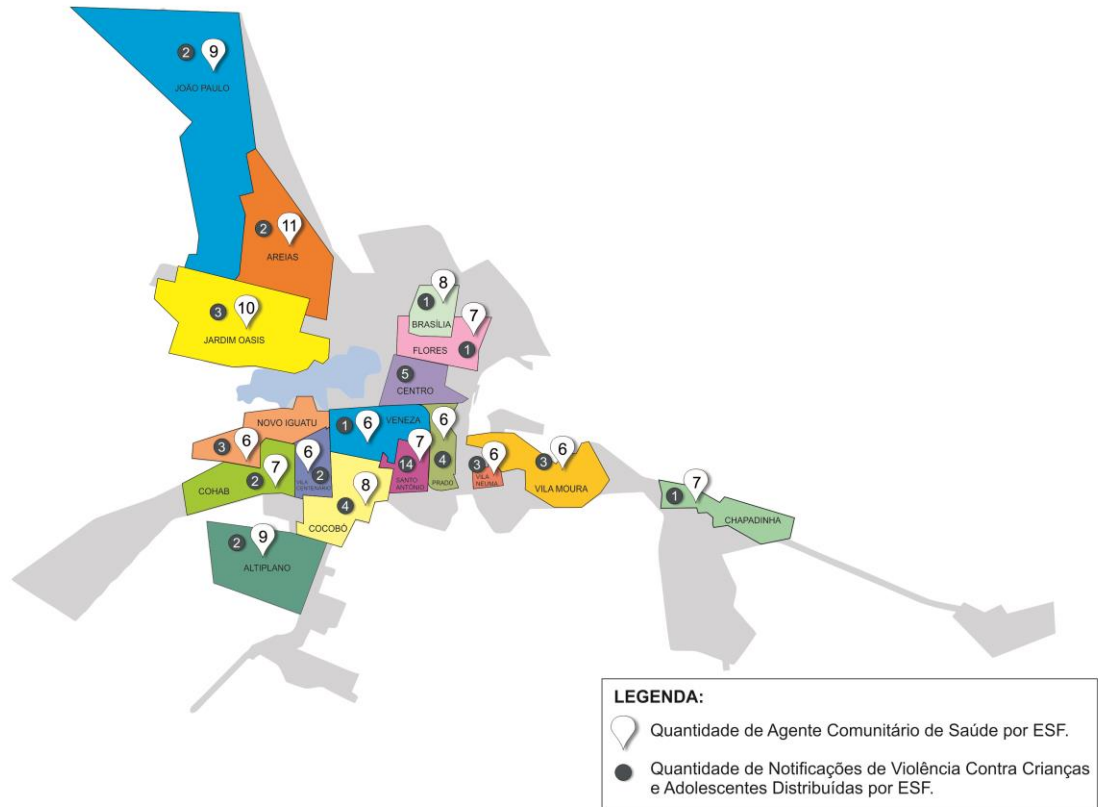 2 9
JOÃO PAULO
2 11
AREIAS
3 10
JARDIM OASIS
8
1
BRASÍLIA
7
FLORES 1
5
CENTRO
NOVO IGUATU
3 6
1 6 VENEZA
6
4
PRADO
7
14
SANTO
ANTÔNIO
7
COHAB 2
6
2
VILA
CENTENÁRIO
8
4
COCOBÓ
2 9
ALTIPLANO
3 6
VILA
NEUMA
3 6
VILA MOURA
1 7
CHAPADINHA
LEGENDA:
Quantidade de Agente Comunitário de Saúde por ESF.
Quantidade de Notificações de Violência Contra Crianças
e Adolescentes Distribuídas por ESF.